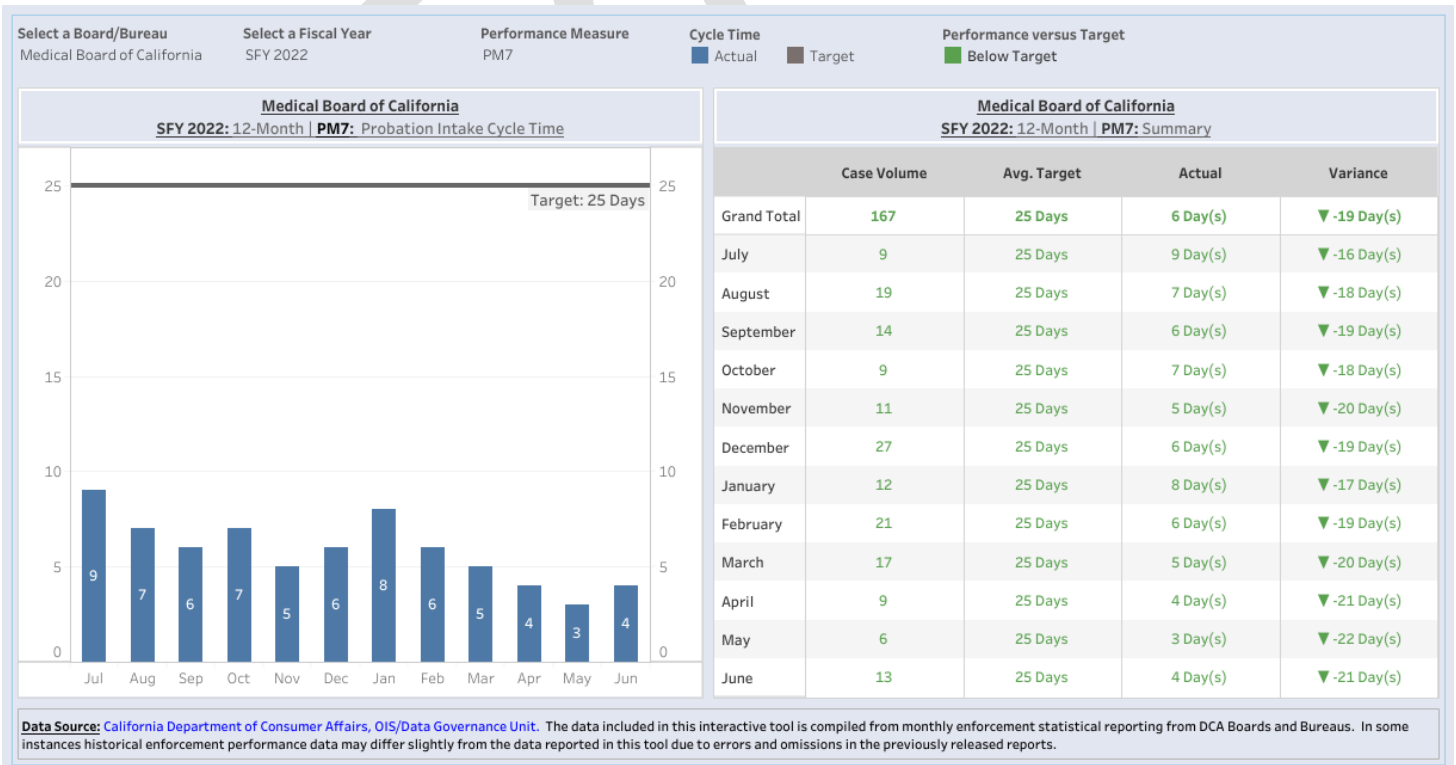 Select a Board/Bureau Select a Fiscal Year Performance Measure Cycle Time Performance versus Target
Medical Board of California SFY 2022 PM7 Actual Target Below Target
Medical Board of California
SFY 2022: 12-Month | PM7: Probation Intake Cycle Time
25 25
Target: 25 Days
20 20
15 15
10 10
5 5
0 0
9 7 6 7 5 6 8 6 5 4 3 4
Jul Aug Sep Oct Nov Dec Jan Feb Mar Apr May Jun
Medical Board of California
SFY 2022: 12-Month | PM7: Summary
Case Volume Avg. Target Actual Variance
Grand Total 167 25 Days 6 Day(s) ▼ -19 Day(s)
July 9 25 Days 9 Day(s) ▼ -16 Day(s)
August 19 25 Days 7 Day(s) ▼ -18 Day(s)
September 14 25 Days 6 Day(s) ▼ -19 Day(s)
October 9 25 Days 7 Day(s) ▼ -18 Day(s)
November 11 25 Days 5 Day(s) ▼ -20 Day(s)
December 27 25 Days 6 Day(s) ▼ -19 Day(s)
January 12 25 Days 8 Day(s) ▼ -17 Day(s)
February 21 25 Days 6 Day(s) ▼ -19 Day(s)
March 17 25 Days 5 Day(s) ▼ -20 Day(s)
April 9 25 Days 4 Day(s) ▼ -21 Day(s)
May 6 25 Days 3 Day(s) ▼ -22 Day(s)
June 13 25 Days 4 Day(s) ▼ -21 Day(s)
Data Source: California Department of Consumer Affairs, OIS/Data Governance Unit. The data included in this interactive tool is compiled from monthly enforcement statistical reporting from DCA Boards and Bureaus. In some
instances historical enforcement performance data may differ slightly from the data reported in this tool due to errors and omissions in the previously released reports.